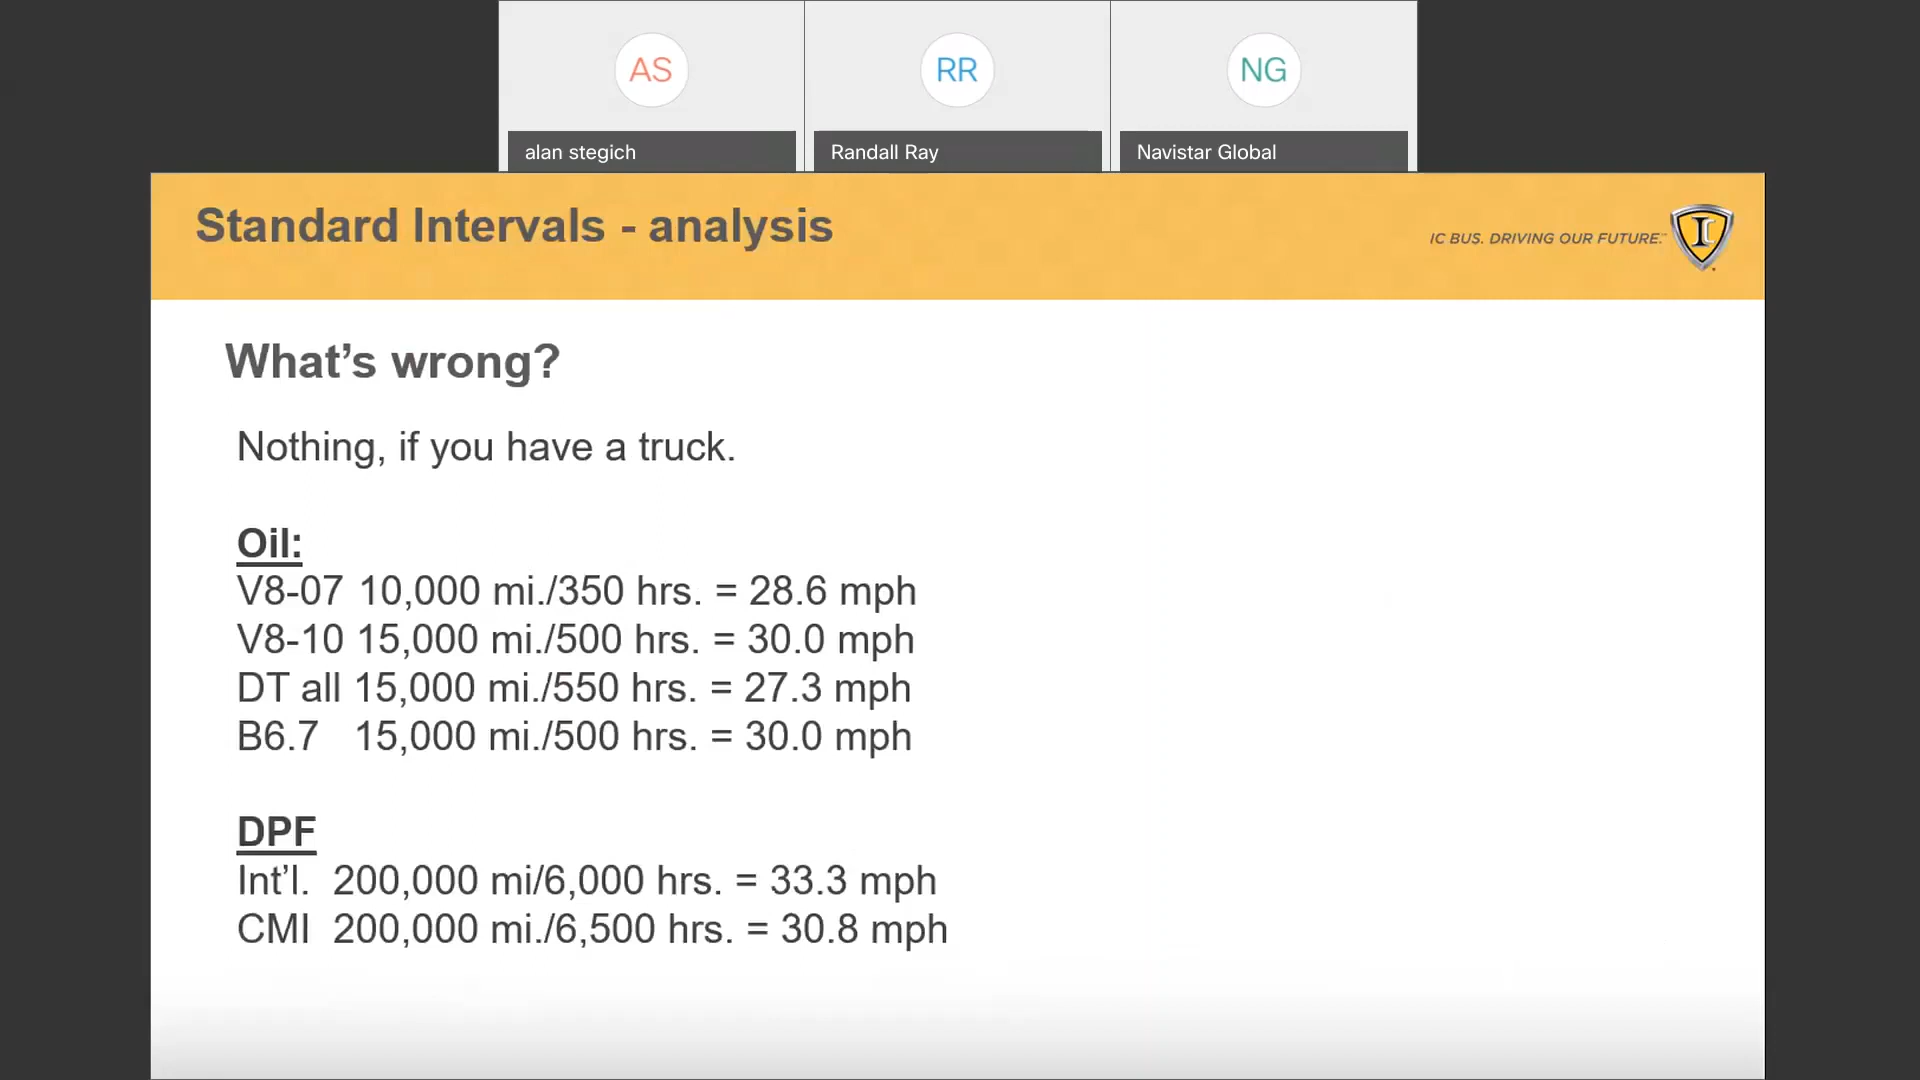 AS
RR
NG
alan stegich
Randall Ray
Navistar Global
Standard Intervals - analysis
IC BUS. DRIVING OUR FUTURE.™
What’s wrong?
Nothing, if you have a truck.
Oil:
V8-07 10,000 mi./350 hrs. = 28.6 mph
V8-10 15,000 mi./500 hrs. = 30.0 mph
DT all 15,000 mi./550 hrs. = 27.3 mph
B6.7 15,000 mi./500 hrs. = 30.0 mph
DPF
Int’l. 200,000 mi/6,000 hrs. = 33.3 mph
CMI 200,000 mi./6,500 hrs. = 30.8 mph